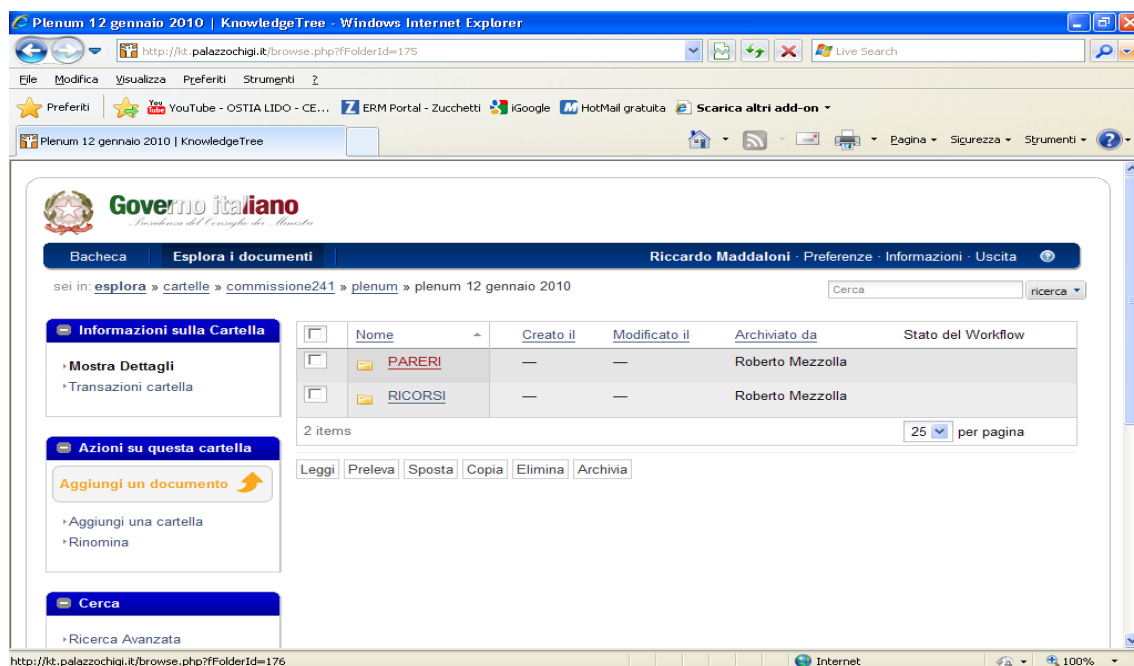 Plenum 12 gennaio 2010 | KnowledgeTree - Windows Internet Explorer
http://kt.palazzochigi.it/browse.php?fFolderId=175
Live Search
File Modifica Visualizza Preferiti Strumenti ?
Preferiti YouTube - OSTIA LIDO - CE... ERM Portal - Zucchetti iGoogle HotMail gratuita Scarica altri add-on
Plenum 12 gennaio 2010 | KnowledgeTree Pagina Sicurezza Strumenti
Governo italiano
Presidenza del Consiglio dei Ministri
Bacheca Esplora i documenti Riccardo Maddaloni · Preferenze · Informazioni · Uscita
sei in: esplora » cartelle » commissione241 » plenum » plenum 12 gennaio 2010 Cerca ricerca
Informazioni sulla Cartella
Mostra Dettagli
Transazioni cartella
Nome Creato il Modificato il Archiviato da Stato del Workflow
PARERI — — Roberto Mezzolla
RICORSI — — Roberto Mezzolla
2 items 25 per pagina
Leggi Preleva Sposta Copia Elimina Archivia
Azioni su questa cartella
Aggiungi un documento
Aggiungi una cartella
Rinomina
Cerca
Ricerca Avanzata
http://kt.palazzochigi.it/browse.php?fFolderId=176 Internet 100%